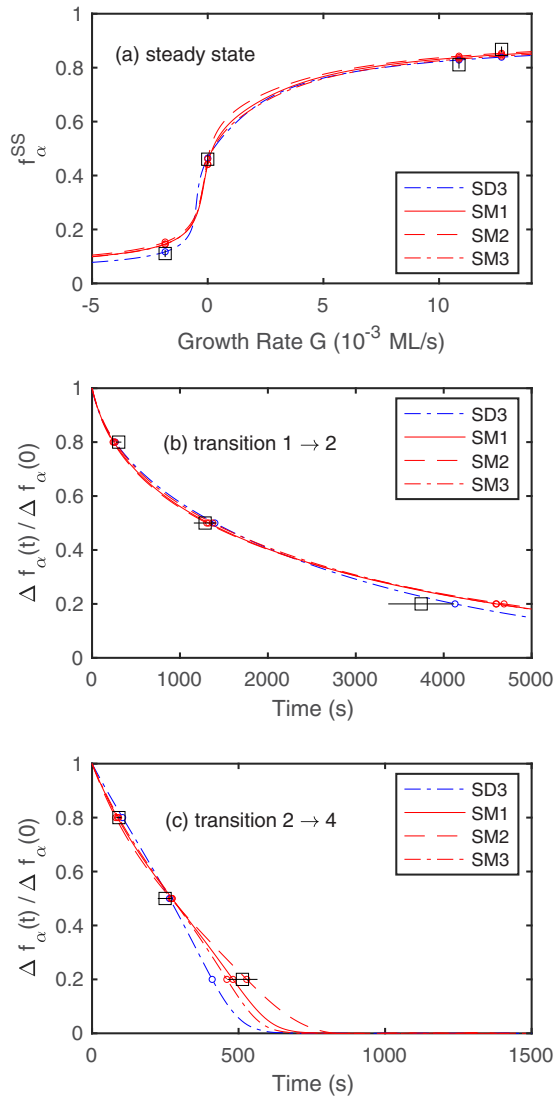 (a) steady state
f_α^SS
1
0.8
0.6
0.4
0.2
0
-5 0 5 10
Growth Rate G (10^-3 ML/s)
SD3
SM1
SM2
SM3
(b) transition 1 → 2
Δ f_α(t) / Δ f_α(0)
1
0.8
0.6
0.4
0.2
0
0 1000 2000 3000 4000 5000
Time (s)
SD3
SM1
SM2
SM3
(c) transition 2 → 4
Δ f_α(t) / Δ f_α(0)
1
0.8
0.6
0.4
0.2
0
0 500 1000 1500
Time (s)
SD3
SM1
SM2
SM3